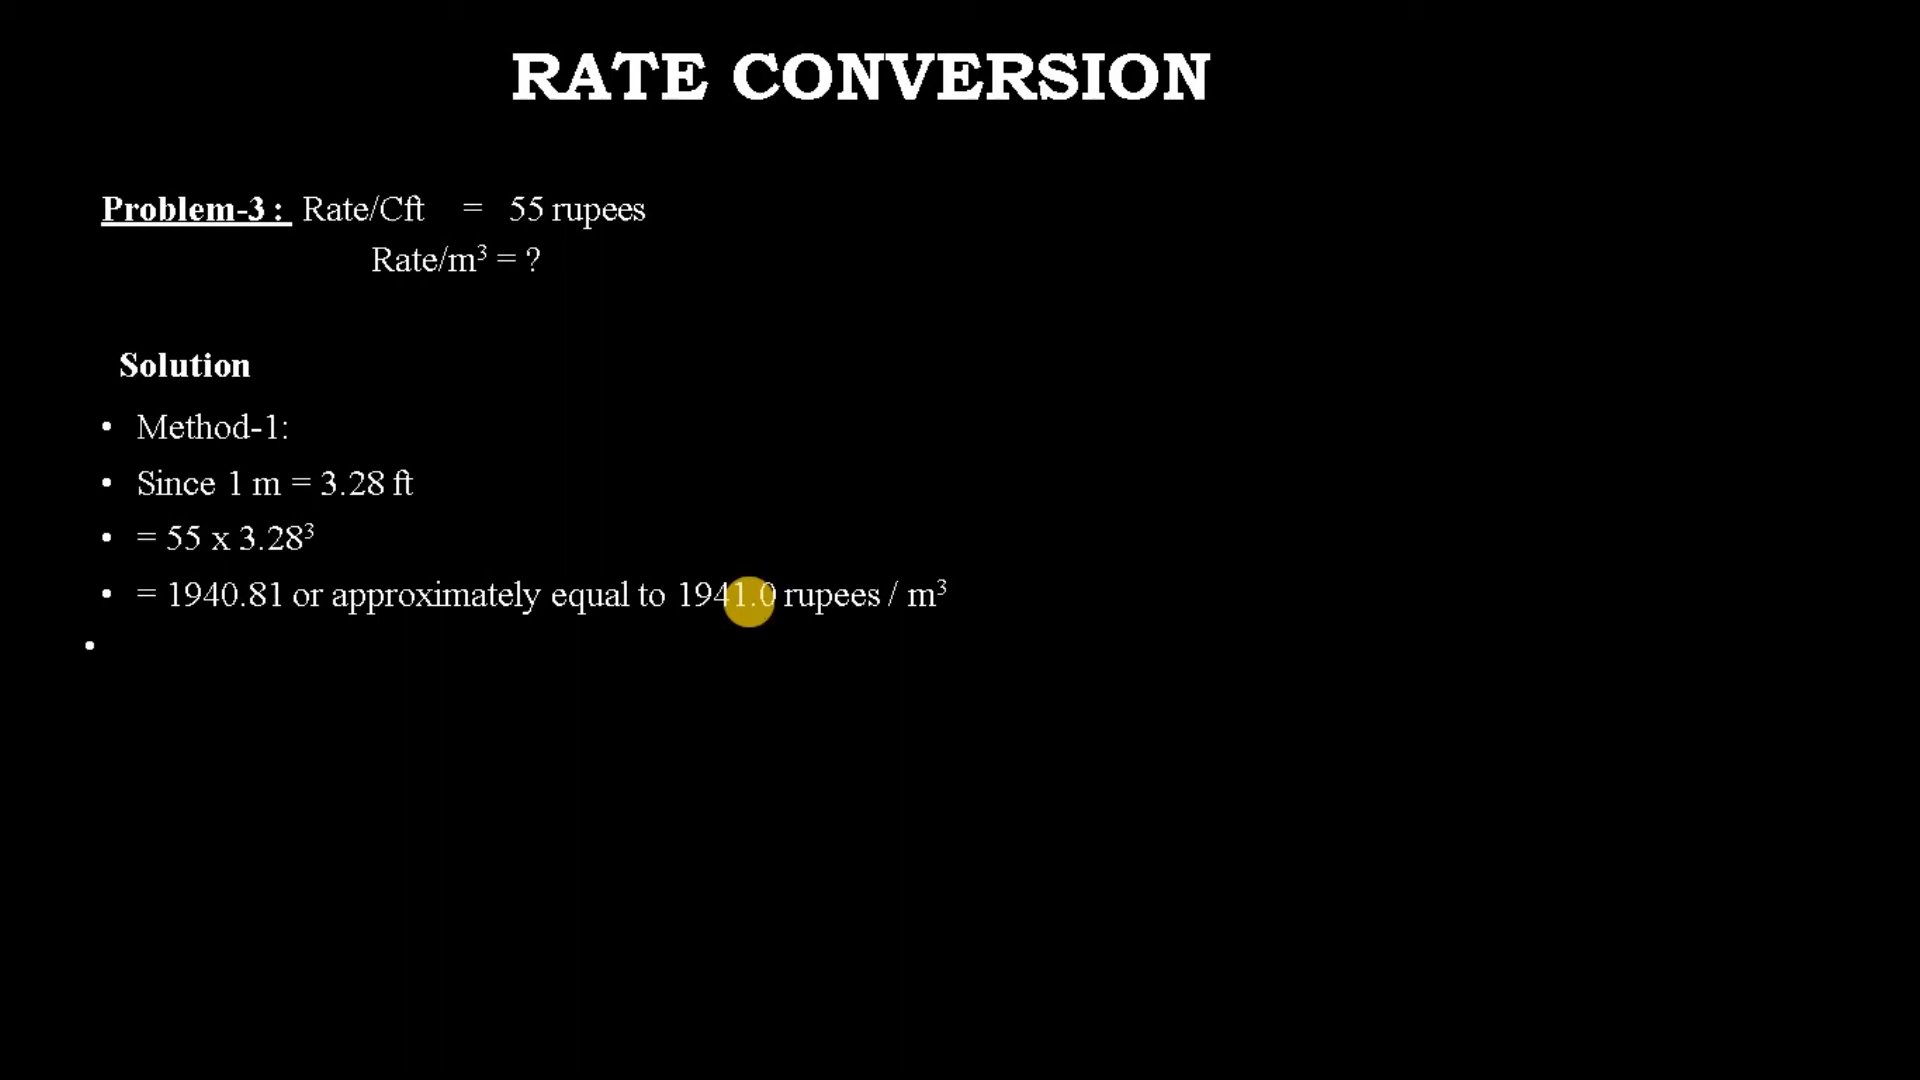 RATE CONVERSION
Problem-3 : Rate/Cft = 55 rupees
Rate/m³ = ?
Solution
• Method-1:
• Since 1 m = 3.28 ft
• = 55 x 3.28³
• = 1940.81 or approximately equal to 1941.0 rupees / m³
•